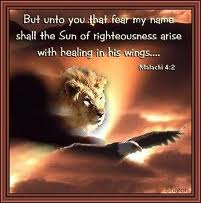 But unto you that fear my name
shall the Sun of righteousness arise
with healing in his wings....
Malachi 4:2